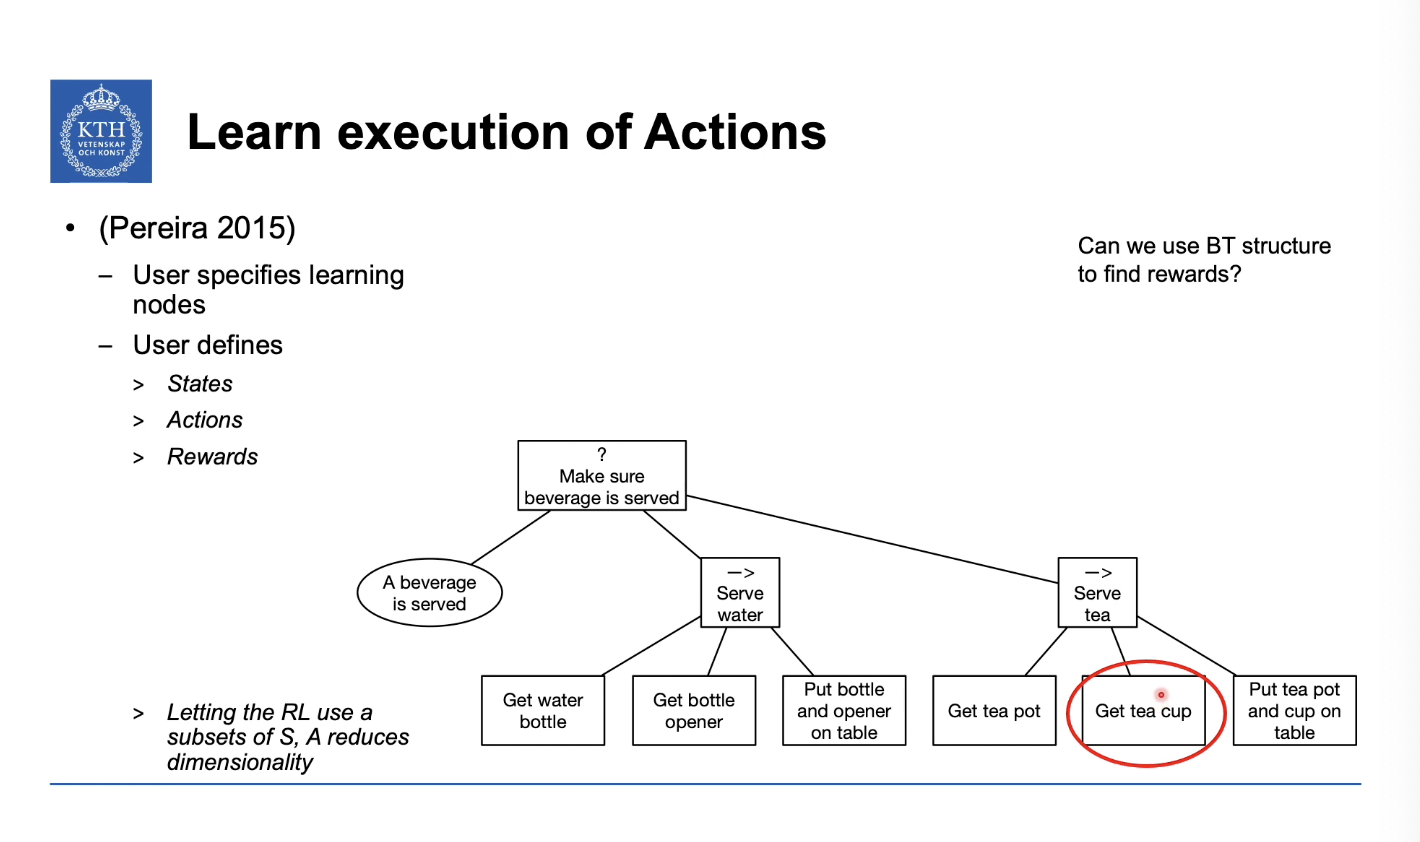 KTH
VETENSKAP
OCH KONST
Learn execution of Actions
• (Pereira 2015)
– User specifies learning
nodes
– User defines
> States
> Actions
> Rewards
> Letting the RL use a
subsets of S, A reduces
dimensionality
Can we use BT structure
to find rewards?
?
Make sure
beverage is served
A beverage
is served
—>
Serve
water
—>
Serve
tea
Get water
bottle
Get bottle
opener
Put bottle
and opener
on table
Get tea pot
Get tea cup
Put tea pot
and cup on
table